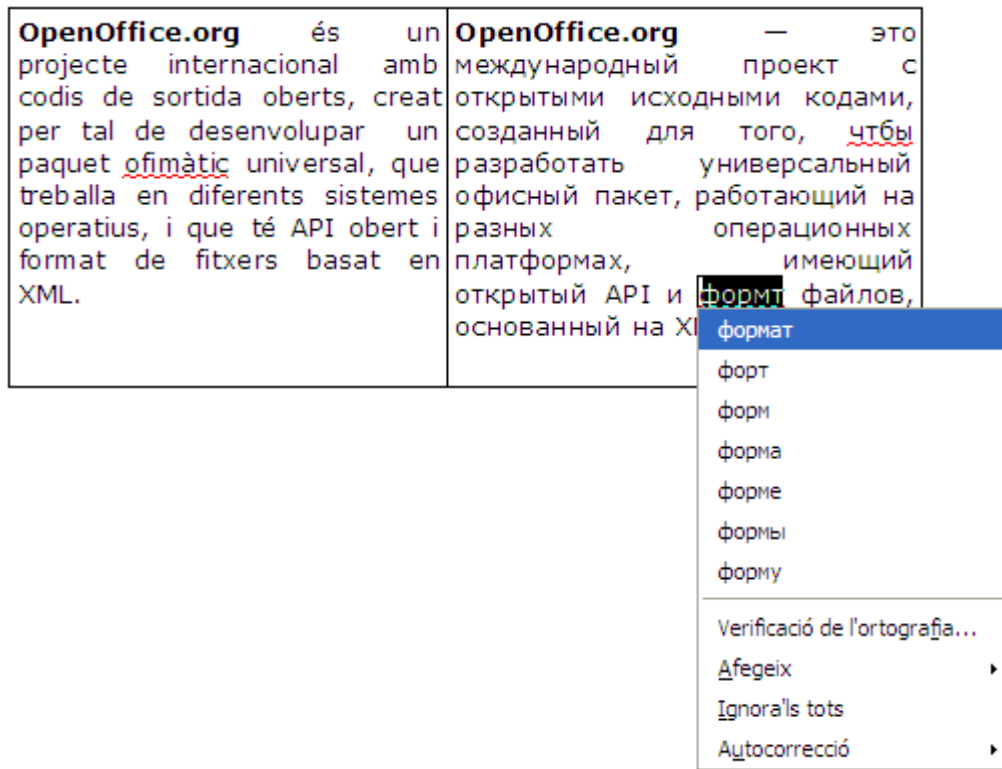 OpenOffice.org és un
projecte internacional amb
codis de sortida oberts, creat
per tal de desenvolupar un
paquet ofimàtic universal, que
treballa en diferents sistemes
operatius, i que té API obert i
format de fitxers basat en
XML.
OpenOffice.org — это
международный проект с
открытыми исходными кодами,
созданный для того, чтбы
разработать универсальный
офисный пакет, работающий на
разных операционных
платформах, имеющий
открытый API и формт файлов,
основанный на
формат
форт
форм
форма
форме
формы
форму
Verificació de l'ortografia...
Afegeix
Ignora'ls tots
Autocorrecció